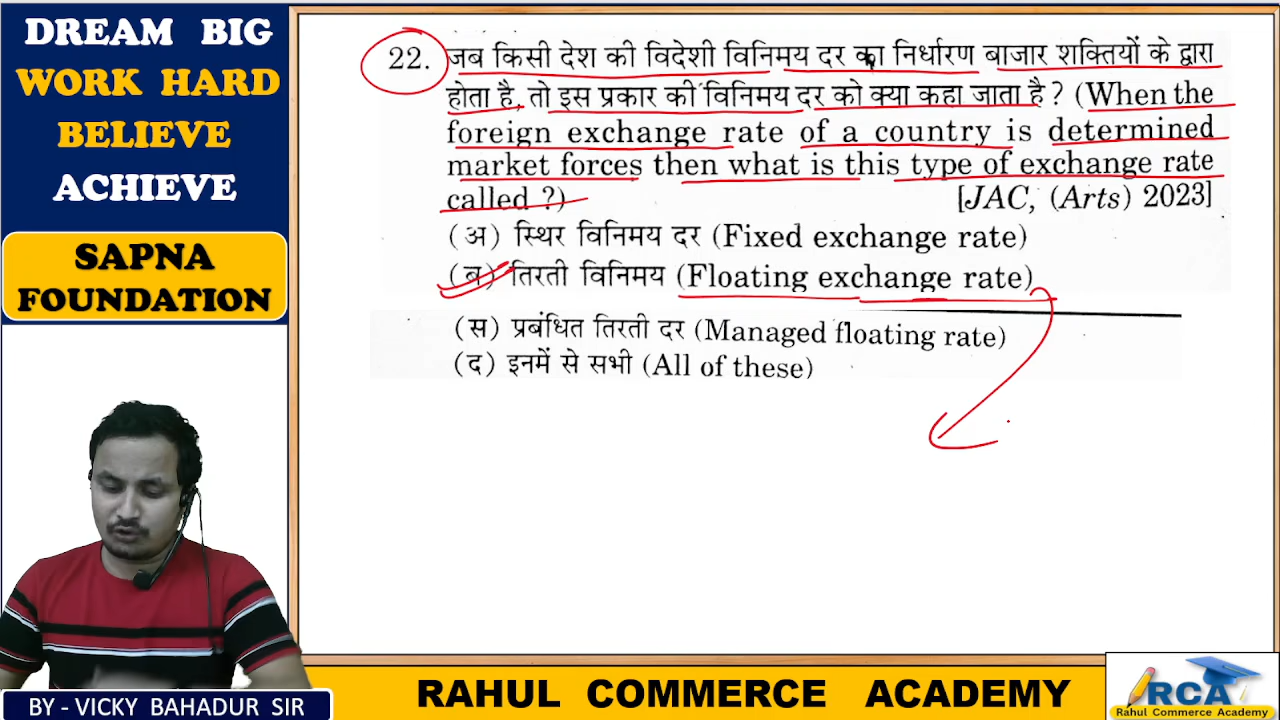 DREAM BIG
WORK HARD
BELIEVE
ACHIEVE
SAPNA
FOUNDATION
22. जब किसी देश की विदेशी विनिमय दर का निर्धारण बाजार शक्तियों के द्वारा
होता है, तो इस प्रकार की विनिमय दर को क्या कहा जाता है ? (When the
foreign exchange rate of a country is determined
market forces then what is this type of exchange rate
called ?) [JAC, (Arts) 2023]
(अ) स्थिर विनिमय दर (Fixed exchange rate)
(ब) तिरती विनिमय (Floating exchange rate)
(स) प्रबंधित तिरती दर (Managed floating rate)
(द) इनमें से सभी (All of these)
BY - VICKY BAHADUR SIR
RAHUL COMMERCE ACADEMY
RCA
Rahul Commerce Academy